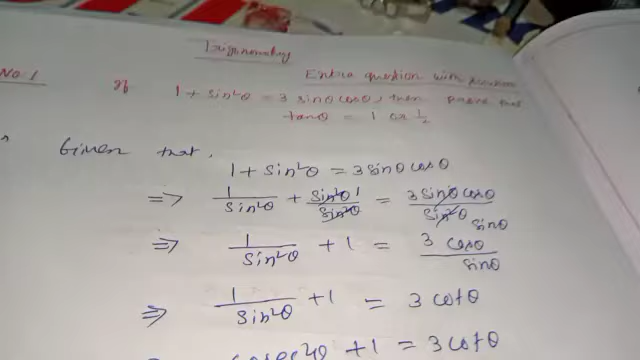 Trigonometry
Extra question with
No: 1 If 1 + sin²θ = 3 sinθ cosθ, then prove that
tanθ = 1 or 1/2
Given that,
1 + sin²θ = 3 sinθ cosθ
⇒ 1/sin²θ + sin²θ/sin²θ 1 = 3 sinθ cosθ/sin²θ sinθ
⇒ 1/sin²θ + 1 = 3 cosθ/sinθ
⇒ 1/sin²θ + 1 = 3 cotθ
cosec²θ + 1 = 3 cotθ